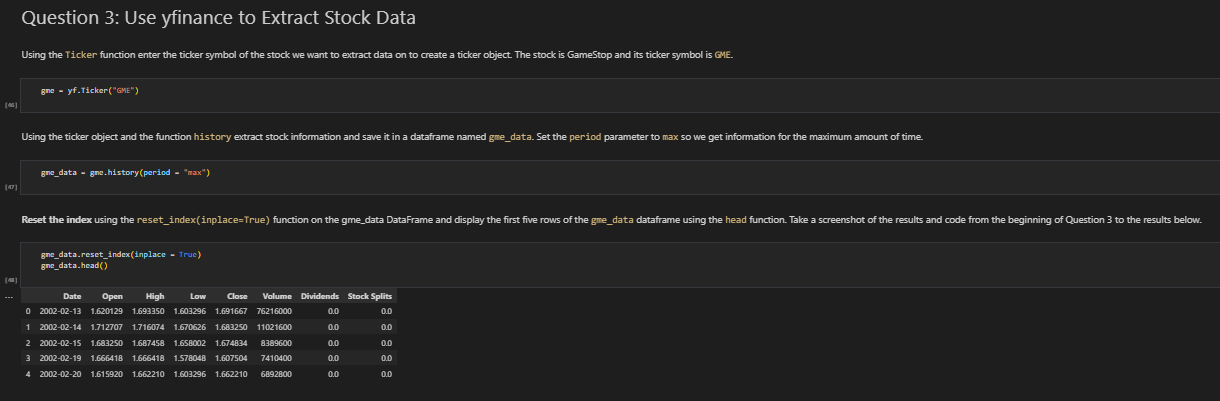 Question 3: Use yfinance to Extract Stock Data
Using the Ticker function enter the ticker symbol of the stock we want to extract data on to create a ticker object. The stock is GameStop and its ticker symbol is GME.
gme = yf.Ticker("GME")
[46]
Using the ticker object and the function history extract stock information and save it in a dataframe named gme_data. Set the period parameter to max so we get information for the maximum amount of time.
gme_data = gme.history(period = "max")
[47]
Reset the index using the reset_index(inplace=True) function on the gme_data DataFrame and display the first five rows of the gme_data dataframe using the head function. Take a screenshot of the results and code from the beginning of Question 3 to the results below.
gme_data.reset_index(inplace = True)
gme_data.head()
[48]
... Date Open High Low Close Volume Dividends Stock Splits
0 2002-02-13 1.620129 1.693350 1.603296 1.691667 76216000 0.0 0.0
1 2002-02-14 1.712707 1.716074 1.670626 1.683250 11021600 0.0 0.0
2 2002-02-15 1.683250 1.687458 1.658002 1.674834 8389600 0.0 0.0
3 2002-02-19 1.666418 1.666418 1.578048 1.607504 7410400 0.0 0.0
4 2002-02-20 1.615920 1.662210 1.603296 1.662210 6892800 0.0 0.0